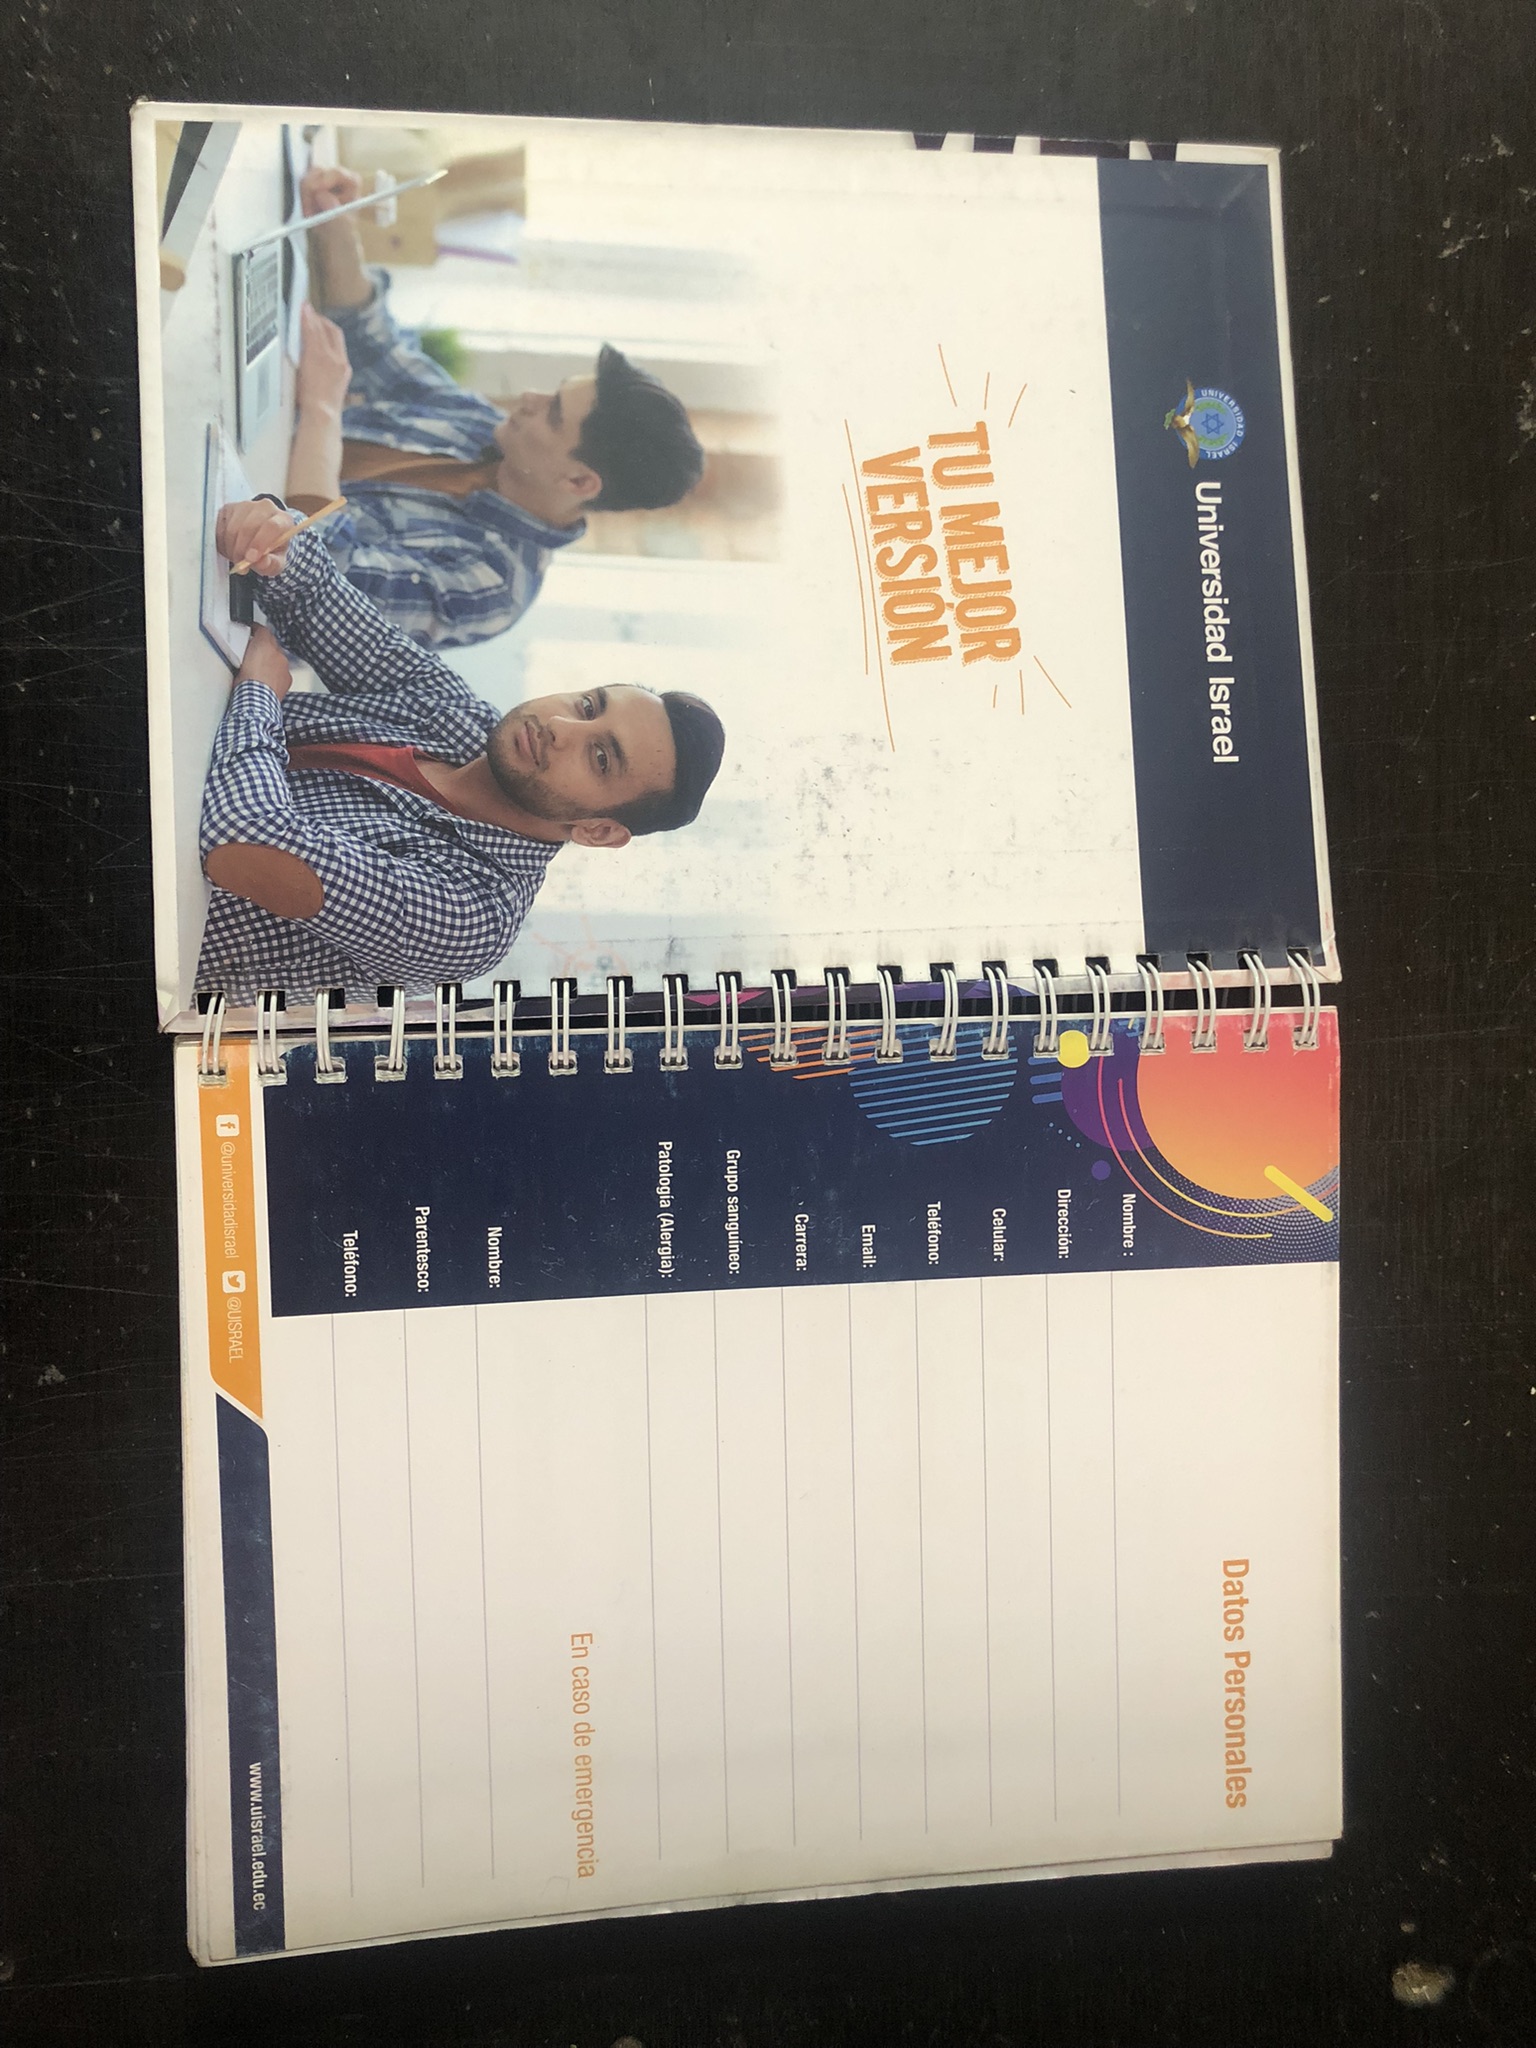 UNIVERSIDAD ISRAEL
Universidad Israel
TU MEJOR
VERSIÓN
Datos Personales
Nombre :
Dirección:
Celular:
Teléfono:
Email:
Carrera:
Grupo sanguíneo:
Patología (Alergia):
En caso de emergencia
Nombre:
Parentesco:
Teléfono:
@universidadisrael @UISRAEL
www.uisrael.edu.ec